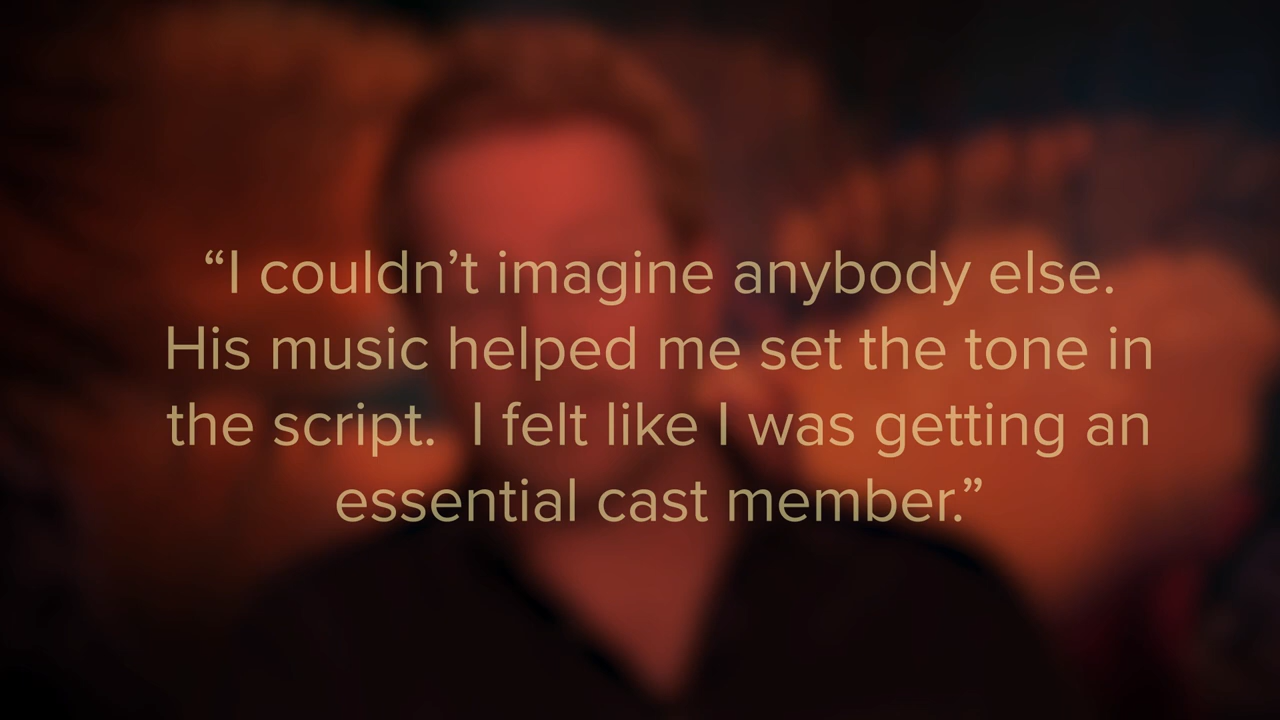 “I couldn’t imagine anybody else.
His music helped me set the tone in
the script.  I felt like I was getting an
essential cast member.”